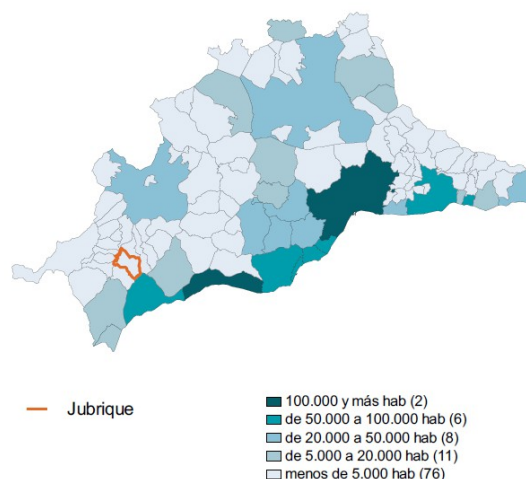 Jubrique
100.000 y más hab (2)
de 50.000 a 100.000 hab (6)
de 20.000 a 50.000 hab (8)
de 5.000 a 20.000 hab (11)
menos de 5.000 hab (76)